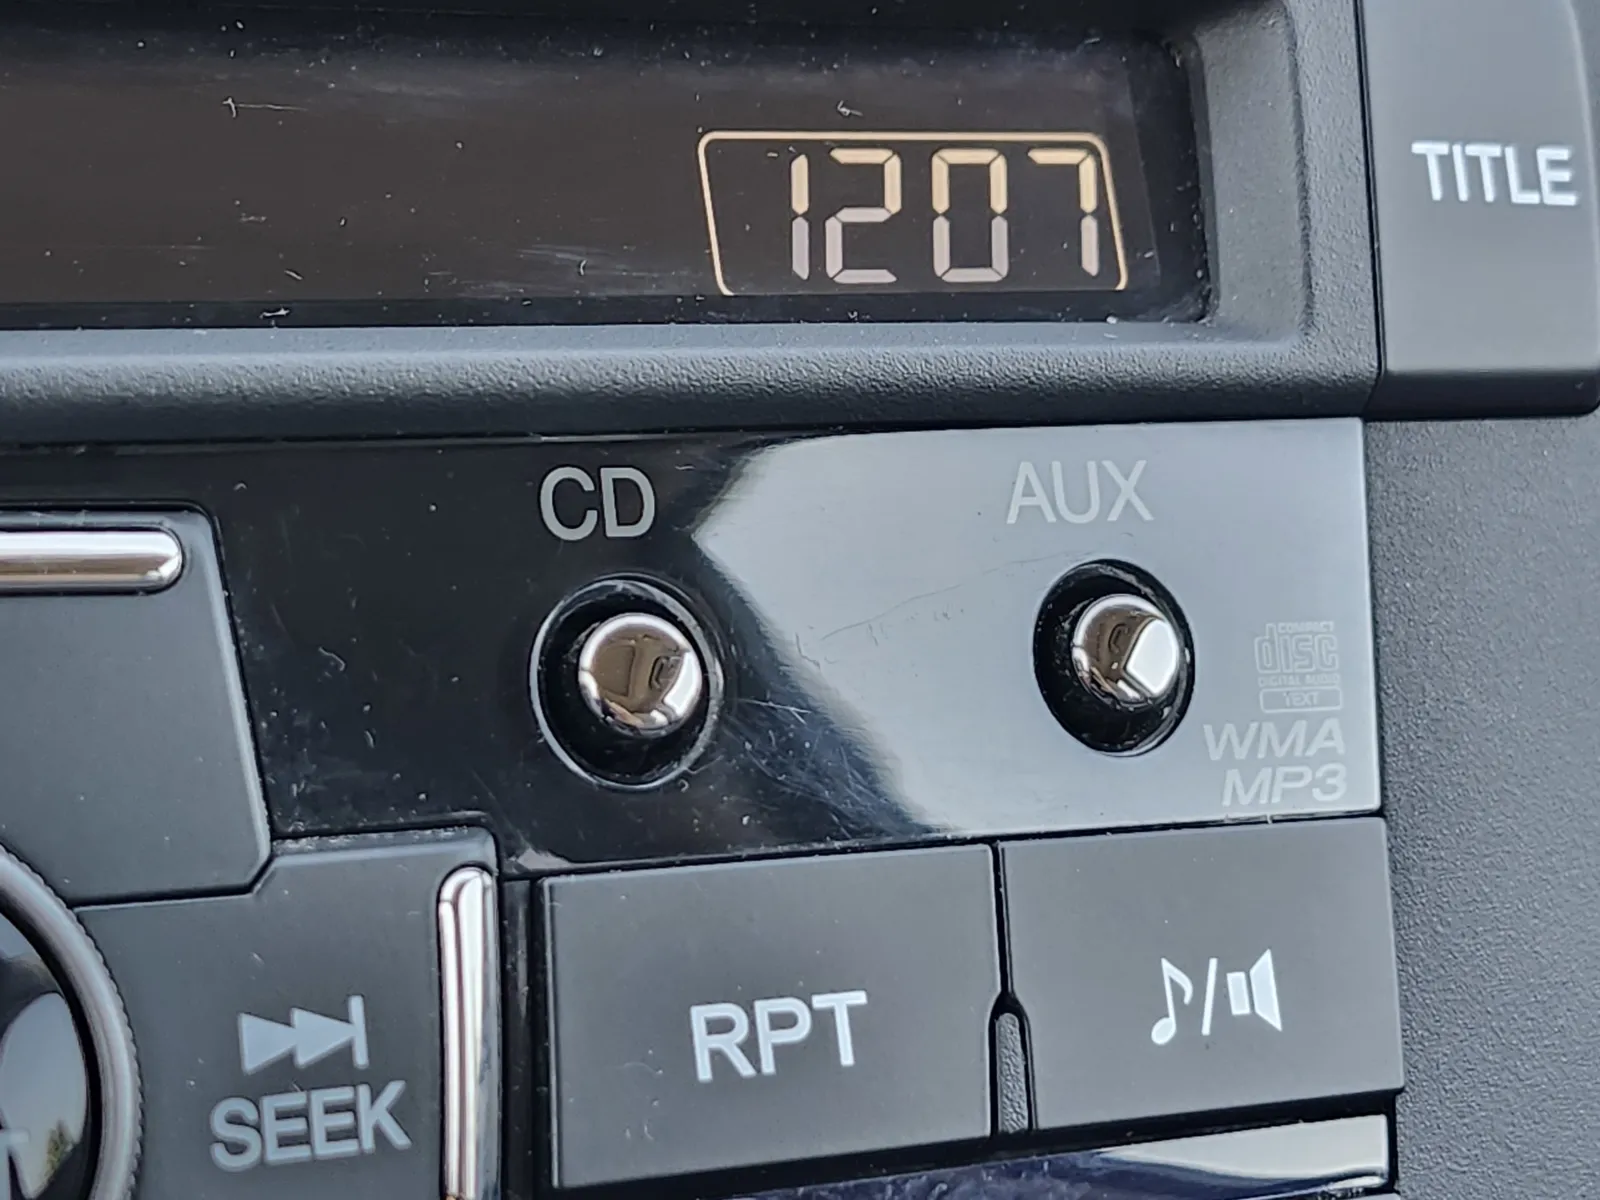 1207
TITLE
CD
AUX
COMPACT
disc
DIGITAL AUDIO
TEXT
WMA
MP3
RPT
SEEK